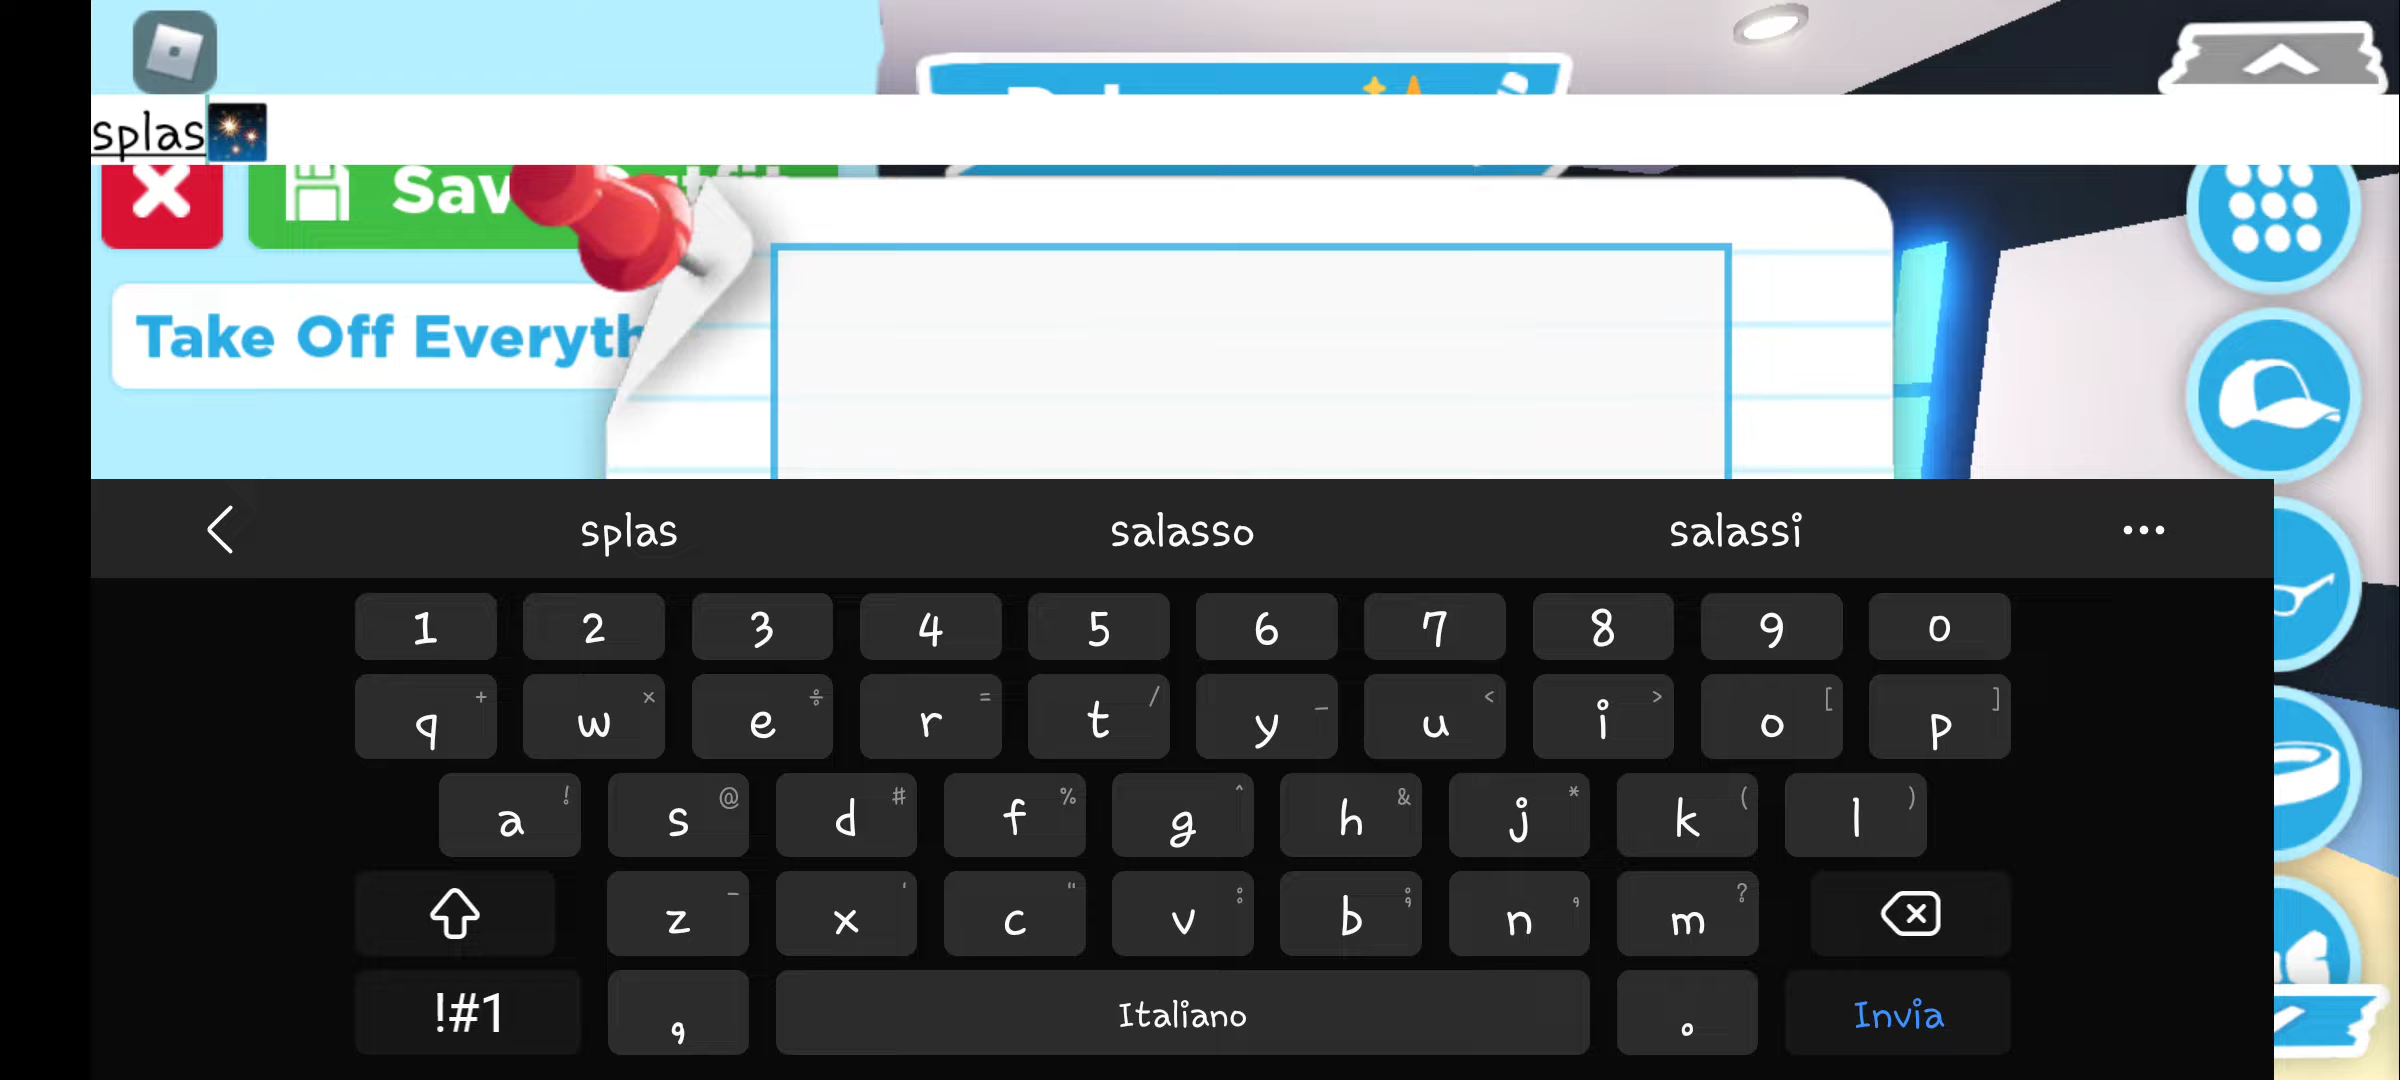 splas🎇
Sav
Take Off Everyth
splas salasso salassi
1 2 3 4 5 6 7 8 9 0
q + w × e ÷ r = t / y _ u < i > o [ p ]
a ! s @ d # f % g ^ h & j * k ( l )
z - x ' c " v : b ; n , m ?
!#1 , Italiano . Invia